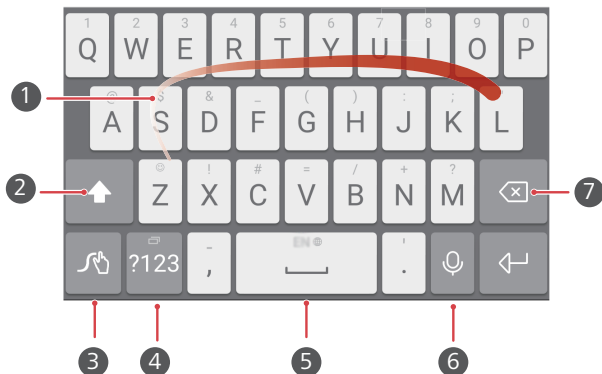 1 2 3 4 5 6 7 8 9 0
Q W E R T Y U I O P
@ $ & _ ( ) : ;
A S D F G H J K L
1
! # = / + ?
Z X C V B N M
2
7
EN
?123 , .
3 4 5 6